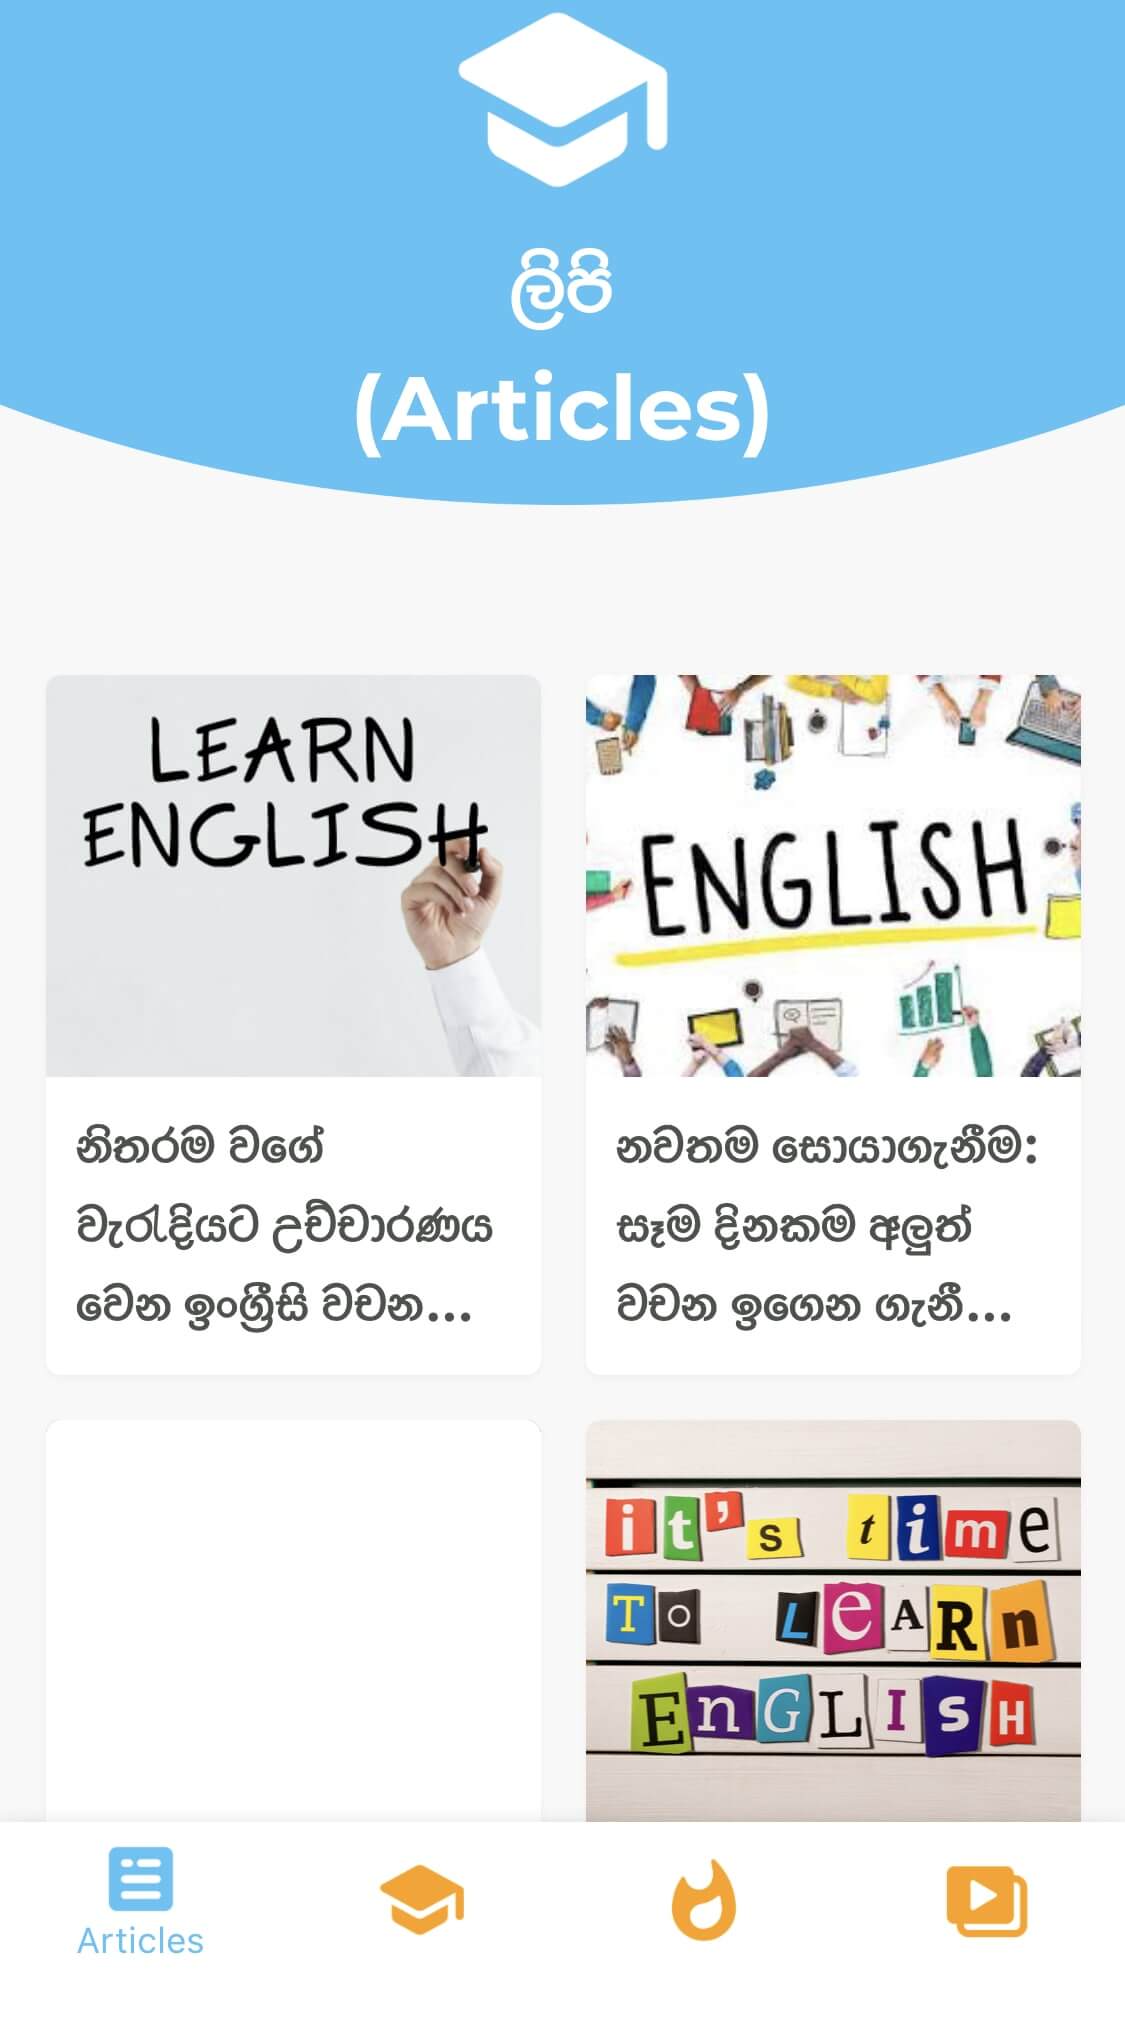 ලිපි
(Articles)
LEARN
ENGLISH
ENGLISH
නිතරම වගේ
වැරැදියට උච්චාරණය
වෙන ඉංග්‍රීසි වචන...
නවතම සොයාගැනීම:
සෑම දිනකම අලුත්
වචන ඉගෙන ගැනී...
it's time
To LeARn
EnGLISH
Articles